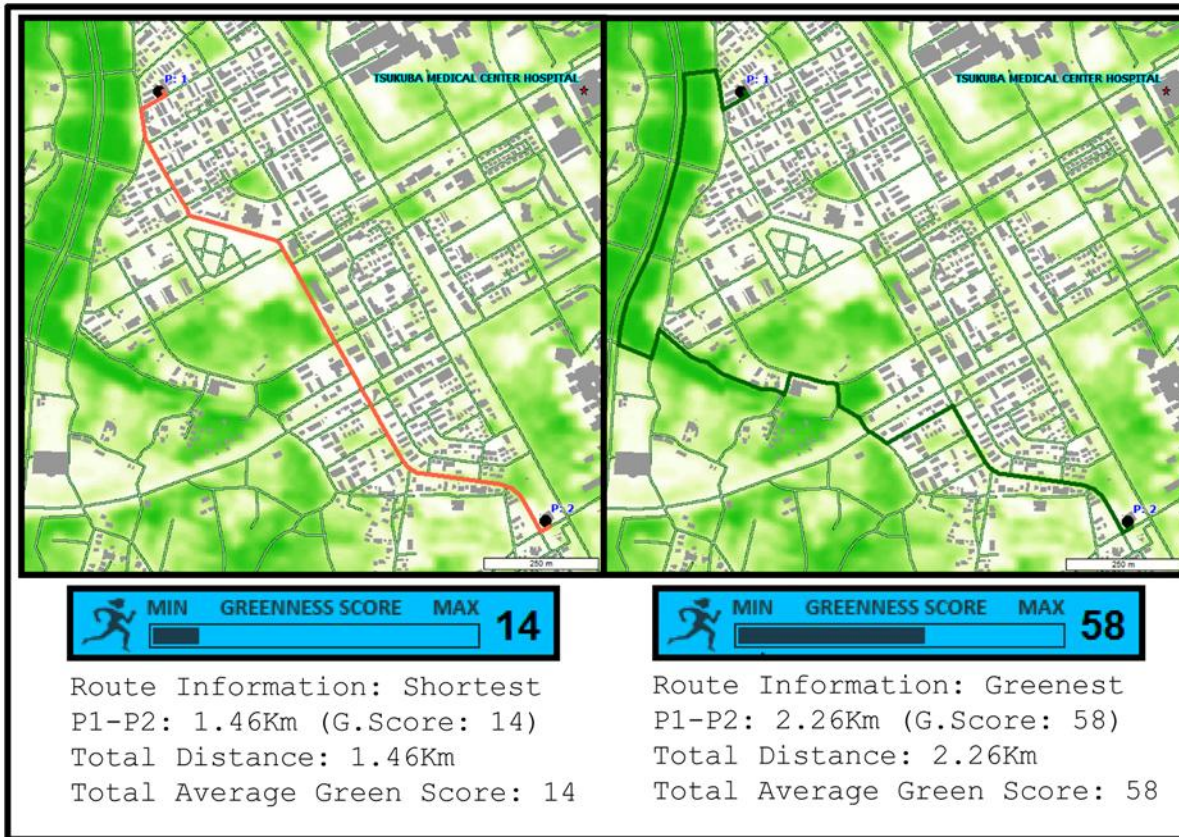 P: 1
TSUKUBA MEDICAL CENTER HOSPITAL
P: 2
250 m
P: 1
TSUKUBA MEDICAL CENTER HOSPITAL
P: 2
250 m
MIN GREENNESS SCORE MAX 14
Route Information: Shortest
P1-P2: 1.46Km (G.Score: 14)
Total Distance: 1.46Km
Total Average Green Score: 14
MIN GREENNESS SCORE MAX 58
Route Information: Greenest
P1-P2: 2.26Km (G.Score: 58)
Total Distance: 2.26Km
Total Average Green Score: 58